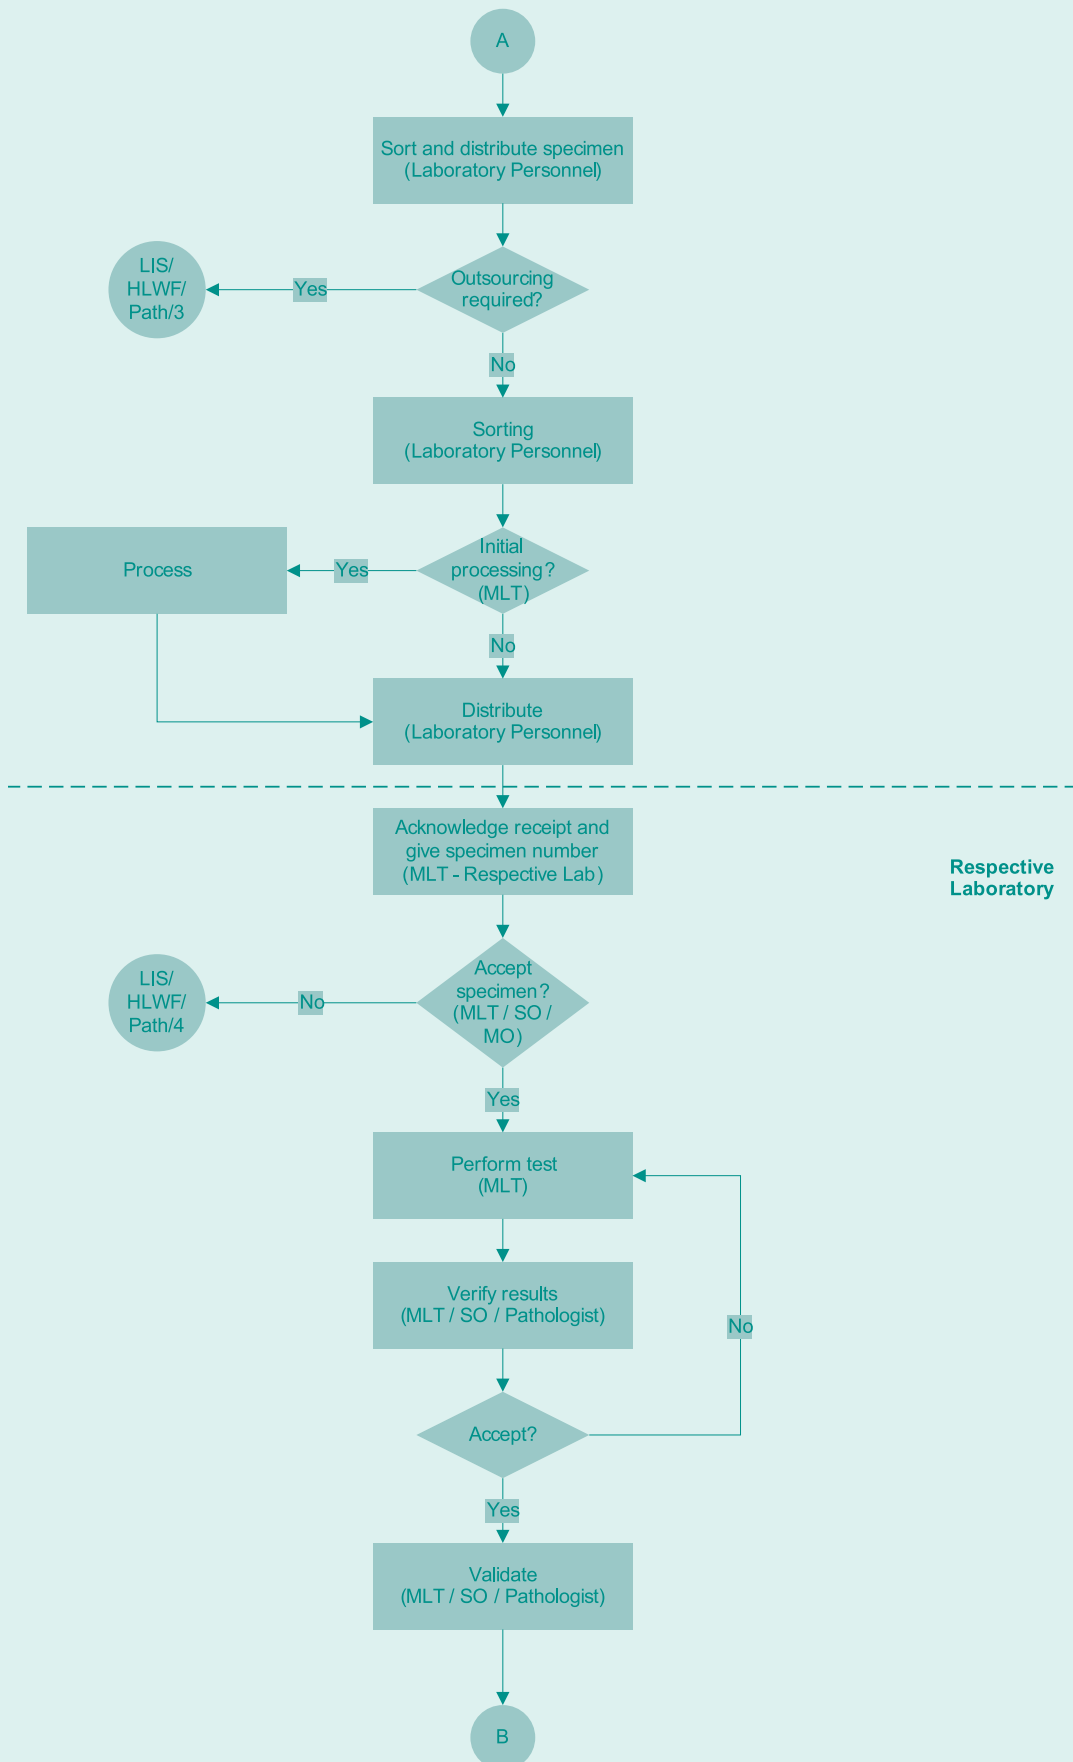 A
Sort and distribute specimen
(Laboratory Personnel)
LIS/
HLWF/
Path/3
Yes
Outsourcing
required?
No
Sorting
(Laboratory Personnel)
Process
Yes
Initial
processing?
(MLT)
No
Distribute
(Laboratory Personnel)
Acknowledge receipt and
give specimen number
(MLT - Respective Lab)
Respective
Laboratory
LIS/
HLWF/
Path/4
No
Accept
specimen?
(MLT / SO /
MO)
Yes
Perform test
(MLT)
Verify results
(MLT / SO / Pathologist)
No
Accept?
Yes
Validate
(MLT / SO / Pathologist)
B